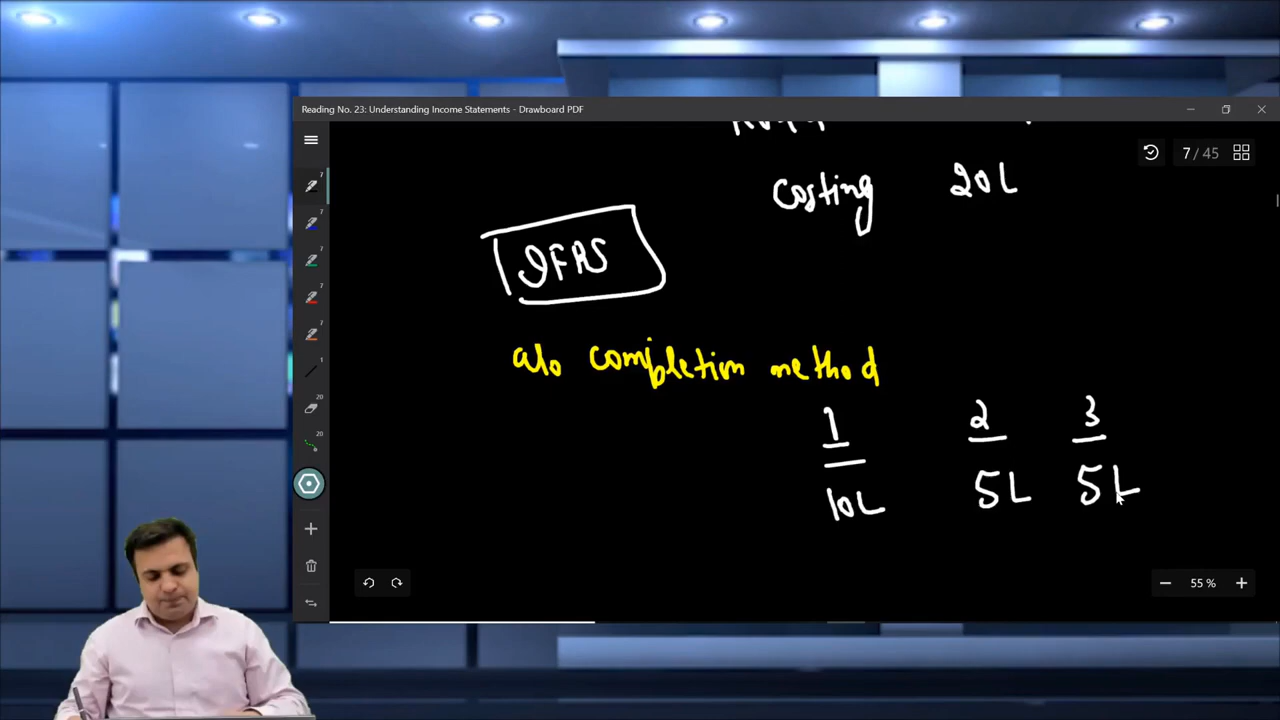 Reading No. 23: Understanding Income Statements - Drawboard PDF
7 / 45
costing 20L
IFRS
completion method
1 2 3
10L 5L 5L
55 %